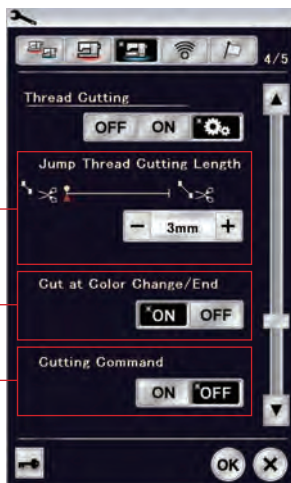 4/5
Thread Cutting
OFF ON
Jump Thread Cutting Length
− 3mm +
Cut at Color Change/End
*ON OFF
Cutting Command
ON *OFF
OK